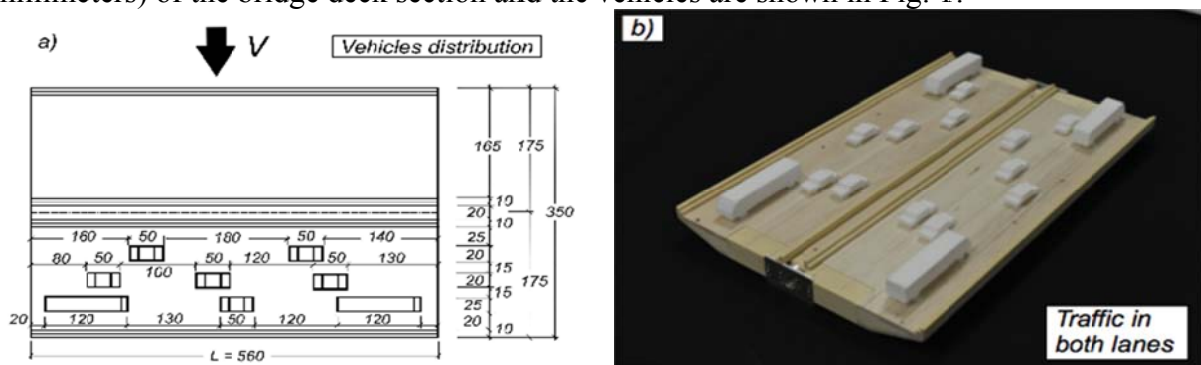 millimeters) of the bridge deck section and the vehicles are shown in Fig. 1.
a)
V
Vehicles distribution
165
175
10
20
350
10
160 50 180 50 140
25
20
80 50 100 50 120 50 130
15
20
175
15
25
20 120 130 50 120 120
20
10
L = 560
b)
Traffic in
both lanes